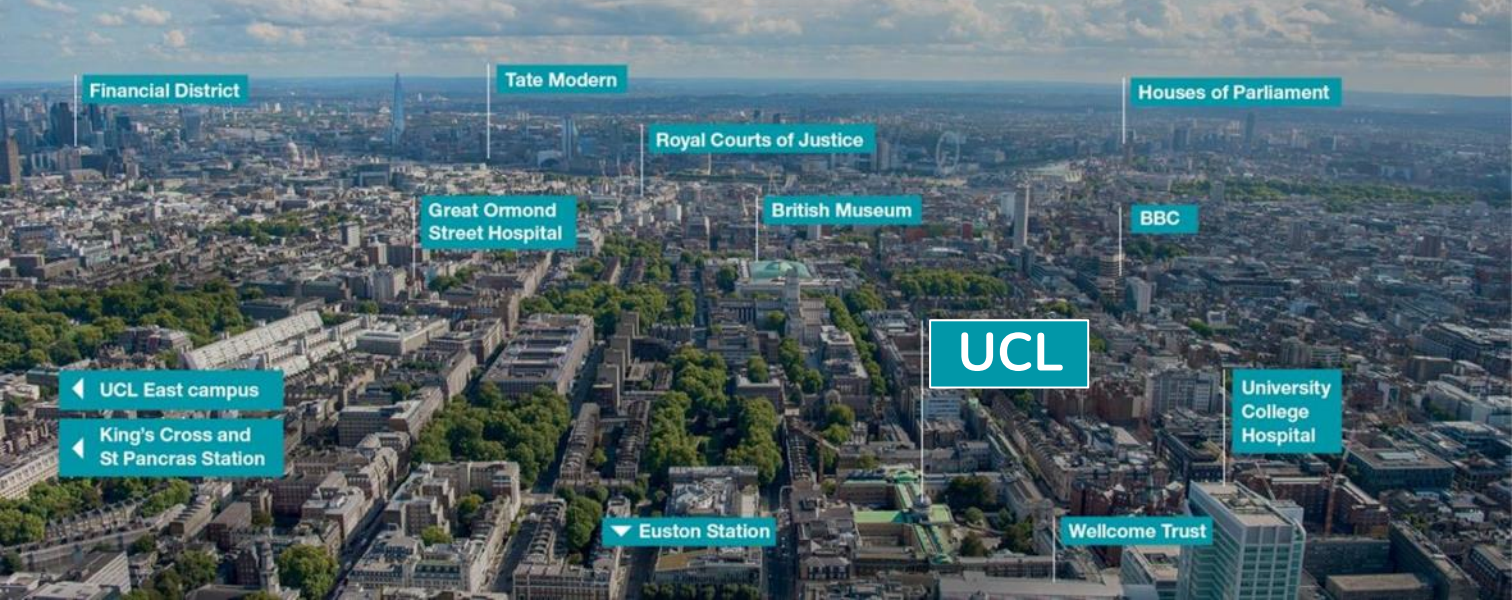 Financial District
Tate Modern
Houses of Parliament
Royal Courts of Justice
Great Ormond
Street Hospital
British Museum
BBC
UCL
UCL East campus
King's Cross and
St Pancras Station
University
College
Hospital
Euston Station
Wellcome Trust